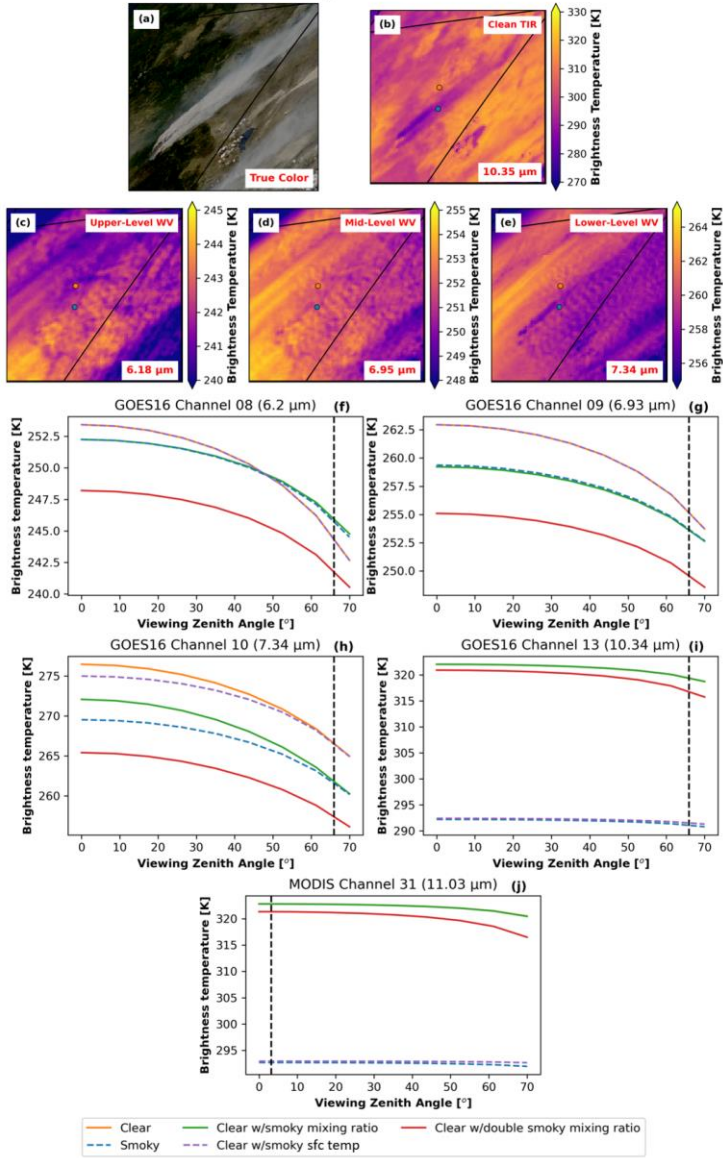 (a)
True Color
(b)
Clean TIR
10.35 μm
330
320
310
300
290
280
270
Brightness Temperature [K]
(c)
Upper-Level WV
6.18 μm
245
244
243
242
241
240
Brightness Temperature [K]
(d)
Mid-Level WV
6.95 μm
255
254
253
252
251
250
249
248
Brightness Temperature [K]
(e)
Lower-Level WV
7.34 μm
264
262
260
258
256
Brightness Temperature [K]
GOES16 Channel 08 (6.2 μm) (f)
Brightness temperature [K]
252.5
250.0
247.5
245.0
242.5
240.0
0 10 20 30 40 50 60 70
Viewing Zenith Angle [°]
GOES16 Channel 09 (6.93 μm) (g)
Brightness temperature [K]
262.5
260.0
257.5
255.0
252.5
250.0
0 10 20 30 40 50 60 70
Viewing Zenith Angle [°]
GOES16 Channel 10 (7.34 μm) (h)
Brightness temperature [K]
275
270
265
260
0 10 20 30 40 50 60 70
Viewing Zenith Angle [°]
GOES16 Channel 13 (10.34 μm) (i)
Brightness temperature [K]
320
315
310
305
300
295
290
0 10 20 30 40 50 60 70
Viewing Zenith Angle [°]
MODIS Channel 31 (11.03 μm) (j)
Brightness temperature [K]
320
315
310
305
300
295
0 10 20 30 40 50 60 70
Viewing Zenith Angle [°]
Clear
Smoky
Clear w/smoky mixing ratio
Clear w/smoky sfc temp
Clear w/double smoky mixing ratio